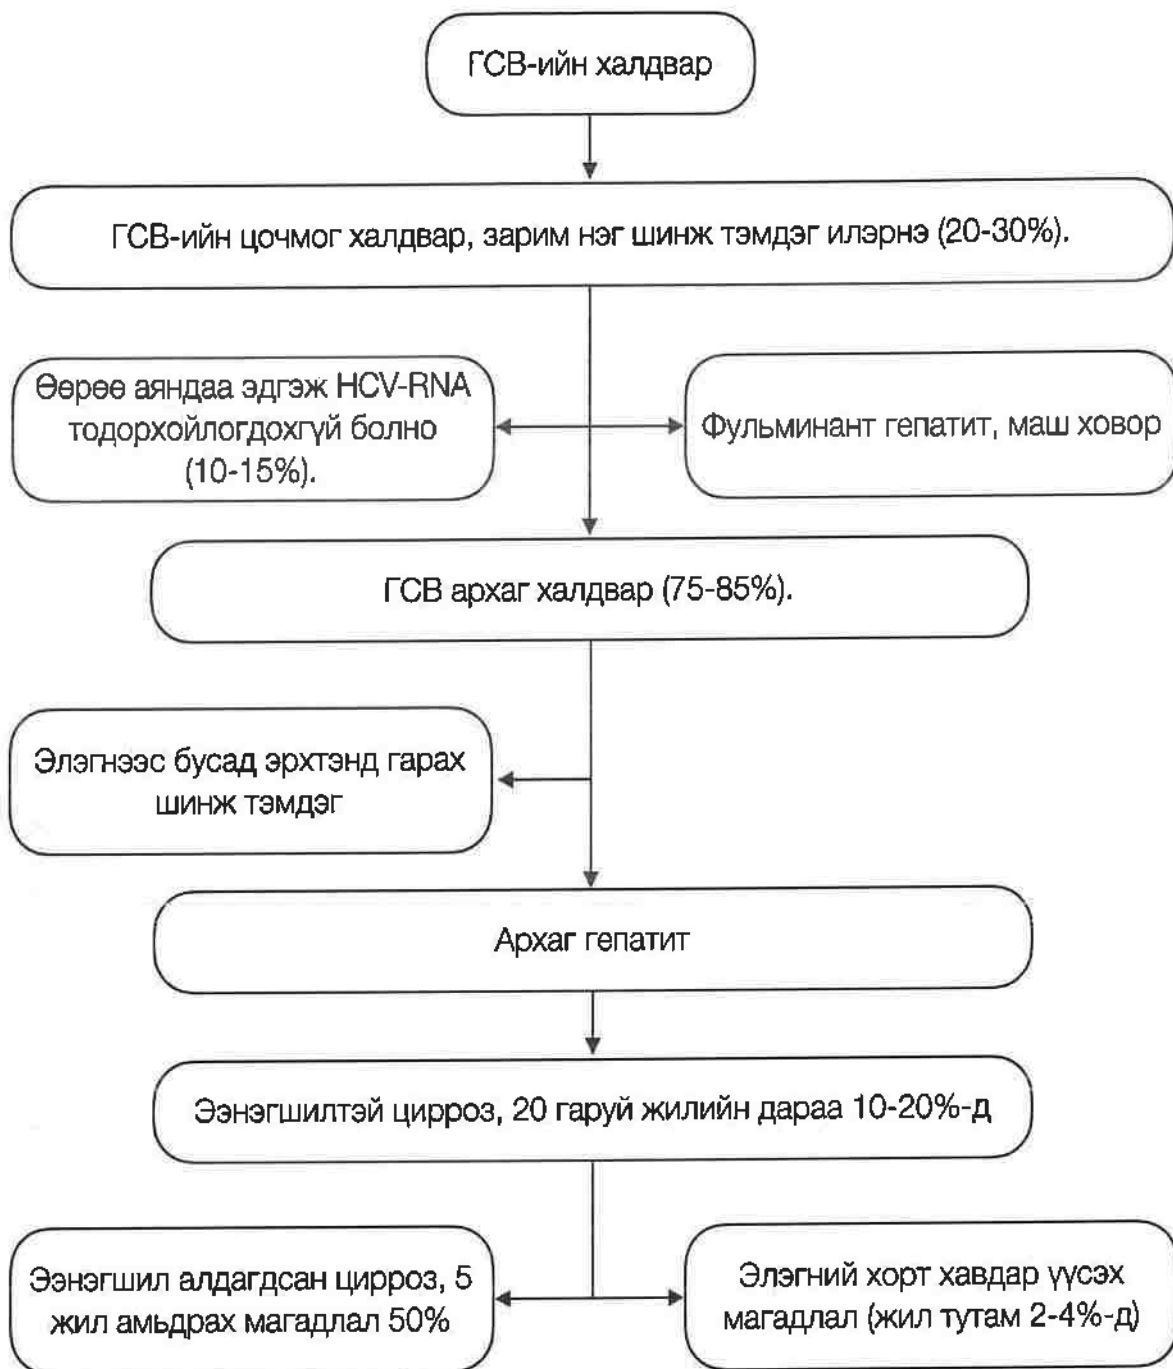 ГСВ-ийн халдвар
ГСВ-ийн цочмог халдвар, зарим нэг шинж тэмдэг илэрнэ (20-30%).
Өөрөө аяндаа эдгэж HCV-RNA
тодорхойлогдохгүй болно
(10-15%).
Фульминант гепатит, маш ховор
ГСВ архаг халдвар (75-85%).
Элэгнээс бусад эрхтэнд гарах
шинж тэмдэг
Архаг гепатит
Ээнэгшилтэй цирроз, 20 гаруй жилийн дараа 10-20%-д
Ээнэгшил алдагдсан цирроз, 5
жил амьдрах магадлал 50%
Элэгний хорт хавдар үүсэх
магадлал (жил тутам 2-4%-д)